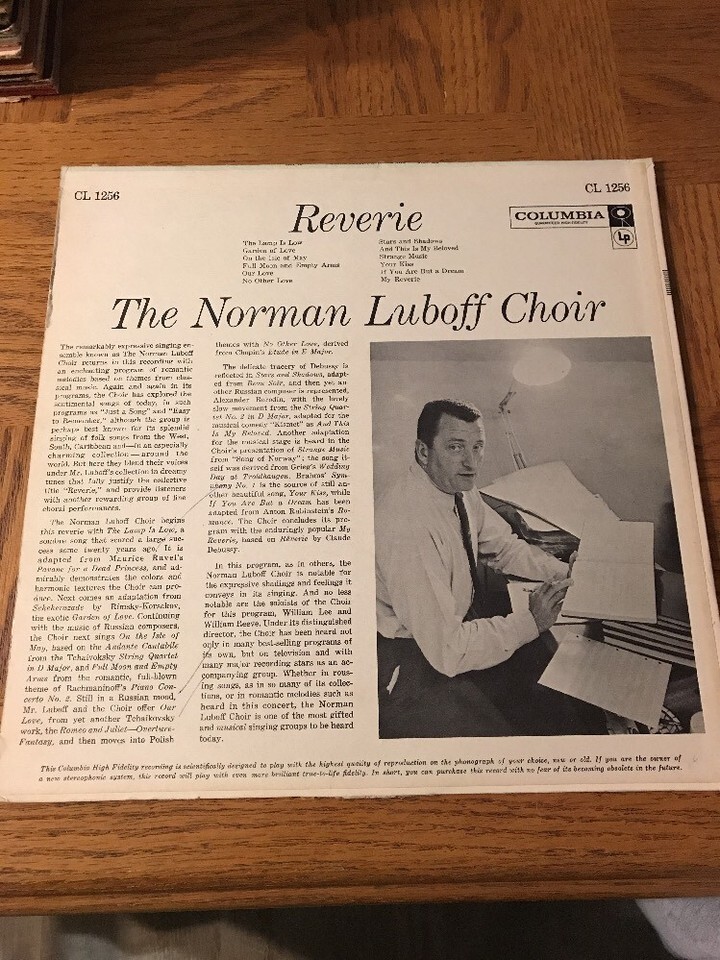 CL 1256
CL 1256
Reverie
COLUMBIA
GUARANTEED HIGH FIDELITY
LP
The Lamp Is Low
Garden of Love
On the Isle of May
Full Moon and Empty Arms
Our Love
No Other Love
Stars and Shadows
And This Is My Beloved
Strange Music
Your Kiss
If You Are But a Dream
My Reverie
The Norman Luboff Choir
The remarkably expressive singing en-
semble known as The Norman Luboff
Choir returns in this recording with
an enchanting program of romantic
melodies based on themes from clas-
sical music. Again and again in its
programs, the Choir has explored the
sentimental songs of today, in such
programs as "Just a Song" and "Easy
to Remember," although the group is
perhaps best known for its splendid
singing of folk songs from the West,
South, Caribbean and—in an especially
charming collection—around the
world. But here they blend their voices
under Mr. Luboff's collection in dreamy
tunes that fully justify the selective
title "Reverie," and provide listeners
with another rewarding group of fine
choral performances.
The Norman Luboff Choir begins
this reverie with The Lamp Is Low, a
sombre song that scored a large suc-
cess some twenty years ago. It is
adapted from Maurice Ravel's
Pavane for a Dead Princess, and ad-
mirably demonstrates the colors and
harmonic textures the Choir can pro-
duce. Next comes an adaptation from
Scheherazade by Rimsky-Korsakov,
the exotic Garden of Love. Continuing
with the music of Russian composers,
the Choir next sings On the Isle of
May, based on the Andante Cantabile
from the Tchaikovsky String Quartet
in D Major, and Full Moon and Empty
Arms from the romantic, full-blown
theme of Rachmaninoff's Piano Con-
certo No. 2. Still in a Russian mood,
Mr. Luboff and the Choir offer Our
Love, from yet another Tchaikovsky
work, the Romeo and Juliet—Overture-
Fantasy, and then moves into Polish
themes with No Other Love, derived
from Chopin's Etude in E Major.
The delicate tracery of Debussy is
reflected in Stars and Shadows, adapt-
ed from Beau Soir, and then yet an-
other Russian composer is represented,
Alexander Borodin, with the lovely
slow movement from the String Quar-
tet No. 2 in D Major, adapted for the
musical comedy "Kismet" as And This
Is My Beloved. Another adaptation
for the musical stage is heard in the
Choir's presentation of Strange Music
from "Song of Norway"; the song it-
self was derived from Grieg's Wedding
Day at Troldhaugen. Brahms' Sym-
phony No. 1 is the source of still an-
other beautiful song, Your Kiss, while
If You Are But a Dream has been
adapted from Anton Rubinstein's Ro-
mance. The Choir concludes its pro-
gram with the enduringly popular My
Reverie, based on Rêverie by Claude
Debussy.
In this program, as in others, the
Norman Luboff Choir is notable for
the expressive shadings and feelings it
conveys in its singing. And no less
notable are the soloists of the Choir
for this program, William Lee and
William Reeve. Under its distinguished
director, the Choir has been heard not
only in many best-selling programs of
its own, but on television and with
many major recording stars as an ac-
companying group. Whether in rous-
ing songs, as in so many of its collec-
tions, or in romantic melodies such as
heard in this concert, the Norman
Luboff Choir is one of the most gifted
and musical singing groups to be heard
today.
This Columbia High Fidelity recording is scientifically designed to play with the highest quality of reproduction on the phonograph of your choice, new or old. If you are the owner of
a new stereophonic system, this record will play with even more brilliant true-to-life fidelity. In short, you can purchase this record with no fear of its becoming obsolete in the future.